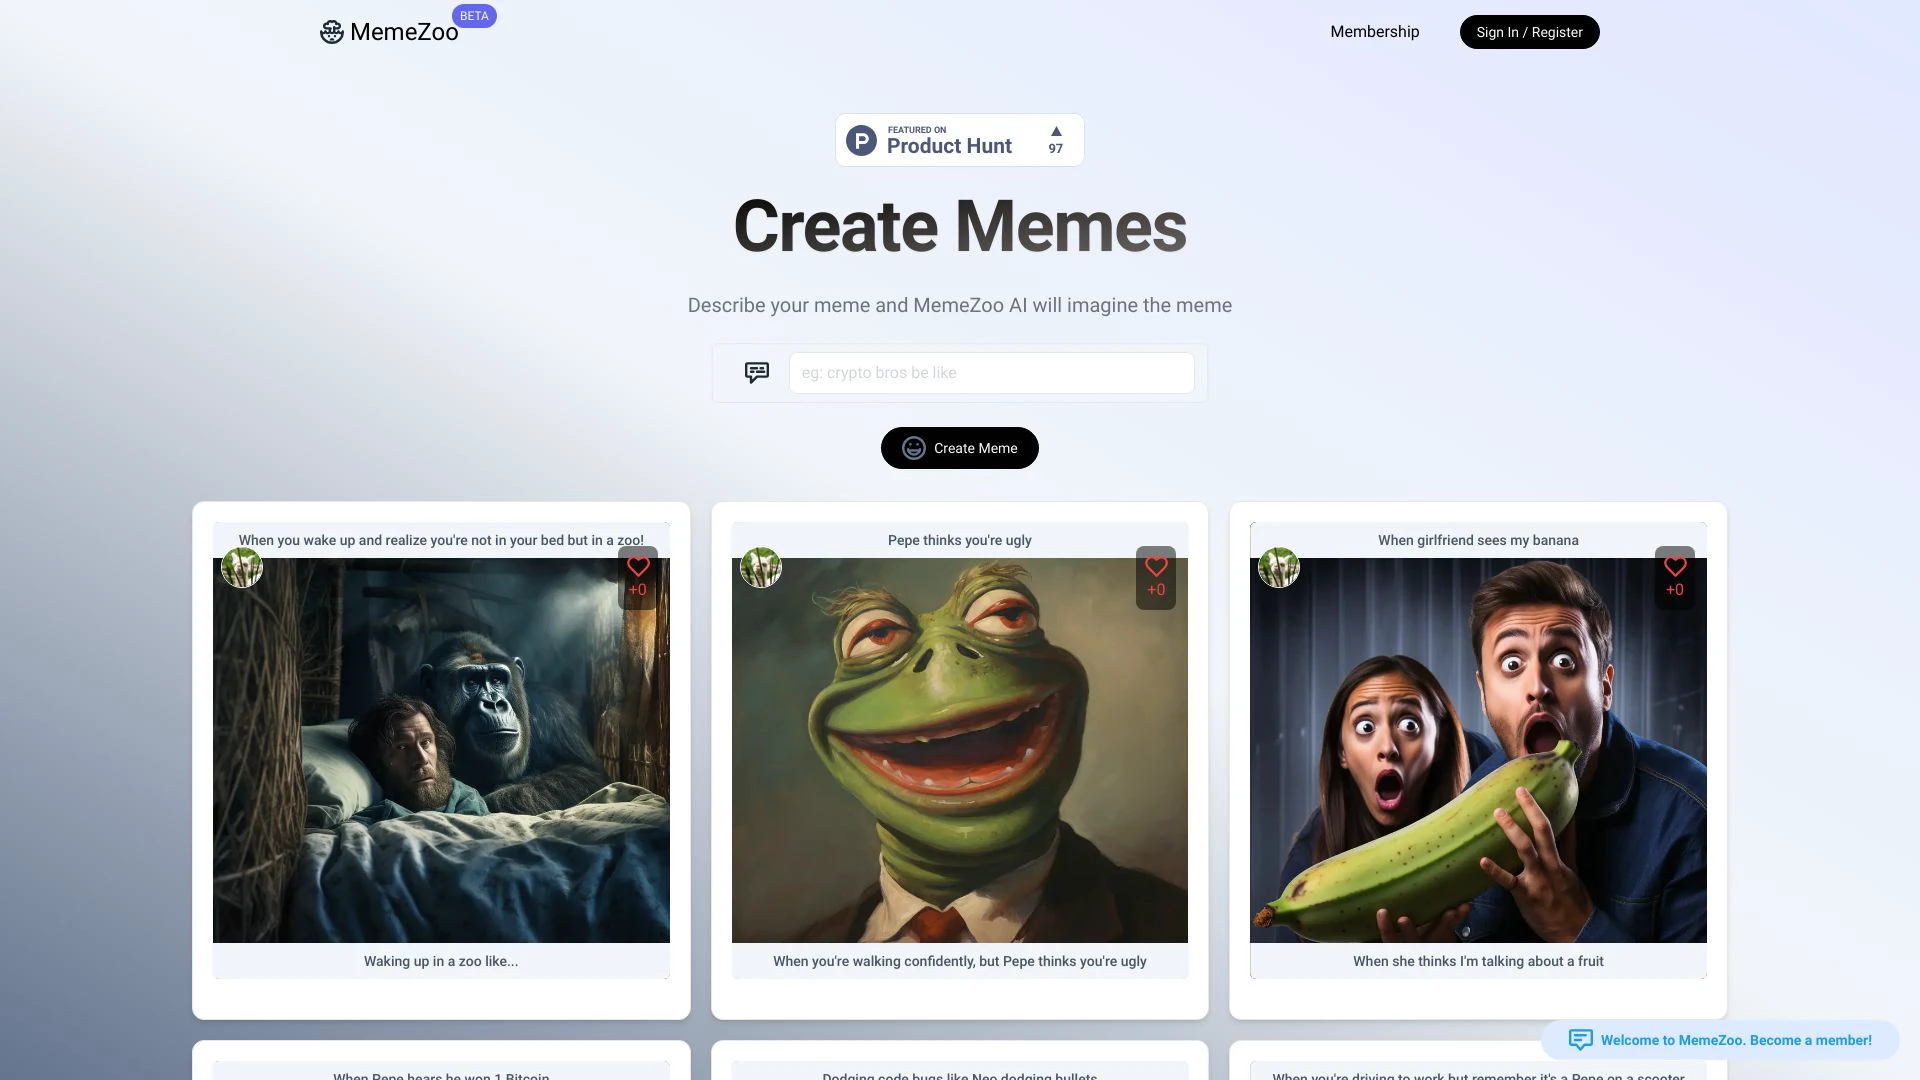 MemeZoo
BETA
Membership
Sign In / Register
FEATURED ON
Product Hunt
97
Create Memes
Describe your meme and MemeZoo AI will imagine the meme
eg: crypto bros be like
Create Meme
When you wake up and realize you're not in your bed but in a zoo!
+0
Waking up in a zoo like...
Pepe thinks you're ugly
+0
When you're walking confidently, but Pepe thinks you're ugly
When girlfriend sees my banana
+0
When she thinks I'm talking about a fruit
When Pepe hears he won 1 Bitcoin
Dodging code bugs like Neo dodging bullets
When you're driving to work but remember it's a Pepe on a scooter
Welcome to MemeZoo. Become a member!